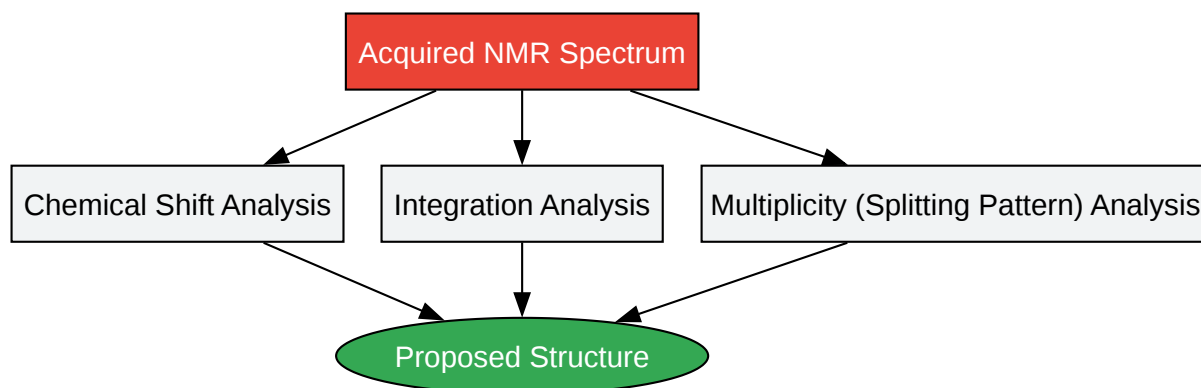 Acquired NMR Spectrum
Chemical Shift Analysis
Integration Analysis
Multiplicity (Splitting Pattern) Analysis
Proposed Structure